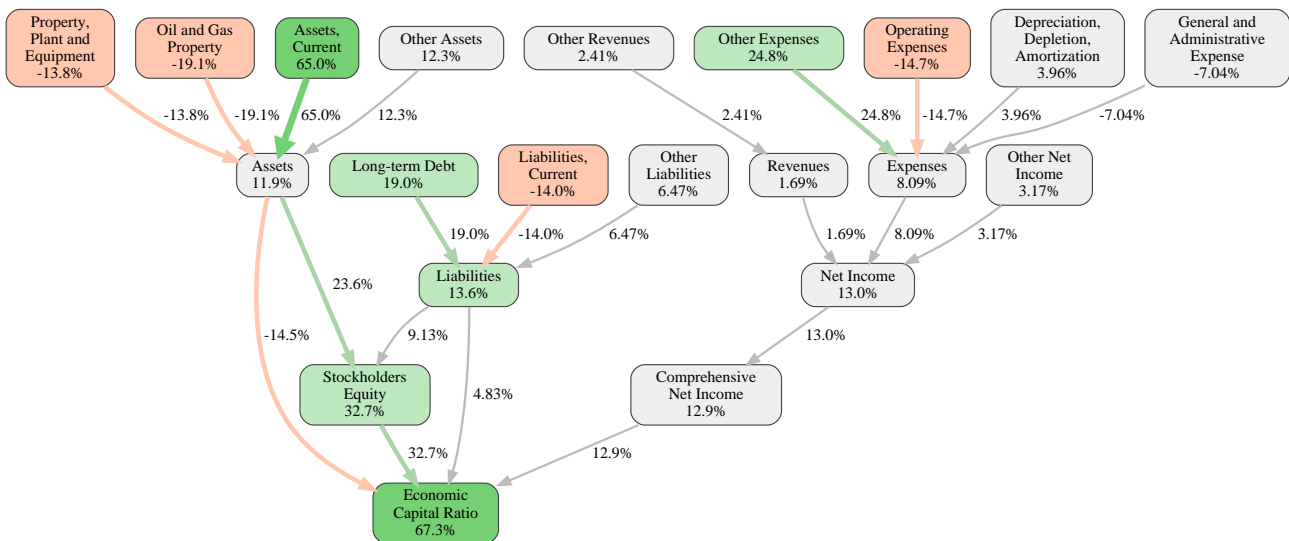 Property,
Plant and
Equipment
-13.8%
Oil and Gas
Property
-19.1%
Assets,
Current
65.0%
Other Assets
12.3%
Other Revenues
2.41%
Other Expenses
24.8%
Operating
Expenses
-14.7%
Depreciation,
Depletion,
Amortization
3.96%
General and
Administrative
Expense
-7.04%
-13.8%
-19.1%
65.0%
12.3%
2.41%
24.8%
-14.7%
3.96%
-7.04%
Assets
11.9%
Long-term Debt
19.0%
Liabilities,
Current
-14.0%
Other
Liabilities
6.47%
Revenues
1.69%
Expenses
8.09%
Other Net
Income
3.17%
19.0%
-14.0%
6.47%
1.69%
8.09%
3.17%
Liabilities
13.6%
Net Income
13.0%
23.6%
-14.5%
9.13%
13.0%
Stockholders
Equity
32.7%
4.83%
Comprehensive
Net Income
12.9%
32.7%
12.9%
Economic
Capital Ratio
67.3%